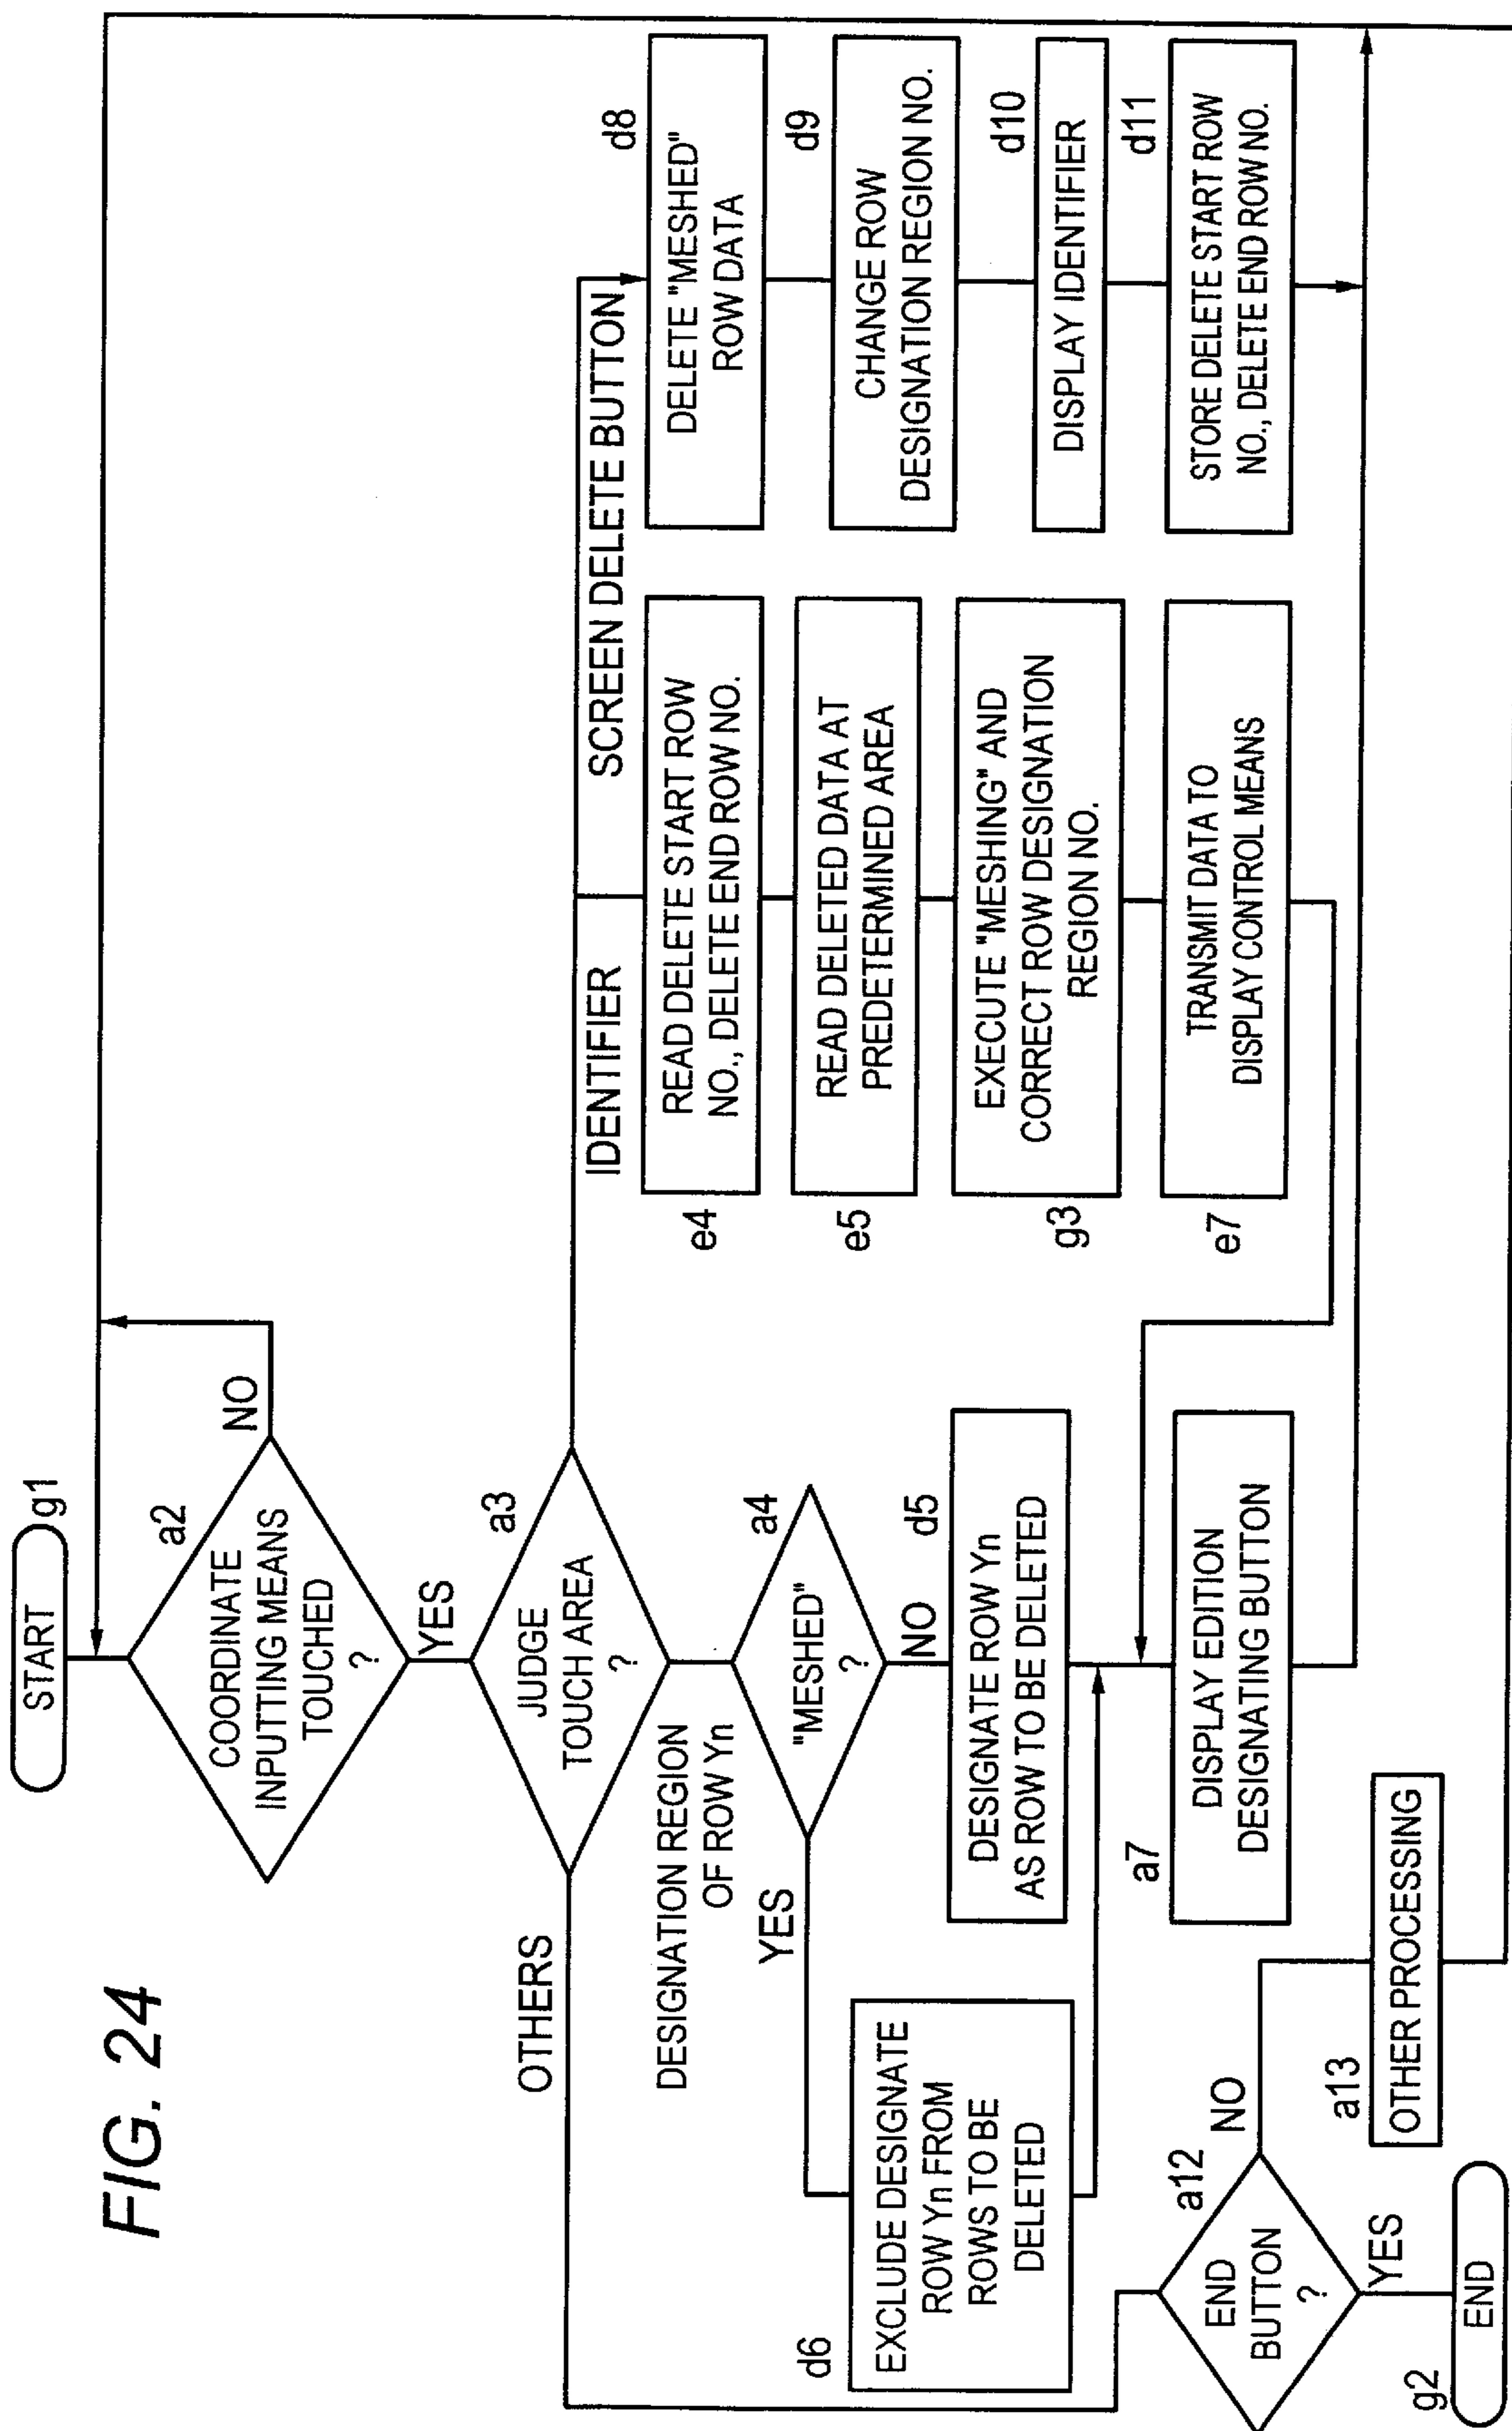 FIG. 24
START
g1
COORDINATE
INPUTTING MEANS
TOUCHED
?
a2
NO
YES
JUDGE
TOUCH AREA
?
a3
OTHERS
DESIGNATION REGION
OF ROW Yn
IDENTIFIER
SCREEN DELETE BUTTON
"MESHED"
?
a4
YES
NO
EXCLUDE DESIGNATE
ROW Yn FROM
ROWS TO BE
DELETED
d6
DESIGNATE ROW Yn
AS ROW TO BE DELETED
d5
DISPLAY EDITION
DESIGNATING BUTTON
a7
READ DELETE START ROW
NO., DELETE END ROW NO.
e4
READ DELETED DATA AT
PREDETERMINED AREA
e5
EXECUTE "MESHING" AND
CORRECT ROW DESIGNATION
REGION NO.
g3
TRANSMIT DATA TO
DISPLAY CONTROL MEANS
e7
DELETE "MESHED"
ROW DATA
d8
CHANGE ROW
DESIGNATION REGION NO.
d9
DISPLAY IDENTIFIER
d10
STORE DELETE START ROW
NO., DELETE END ROW NO.
d11
END
BUTTON
?
a12
NO
YES
OTHER PROCESSING
a13
END
g2